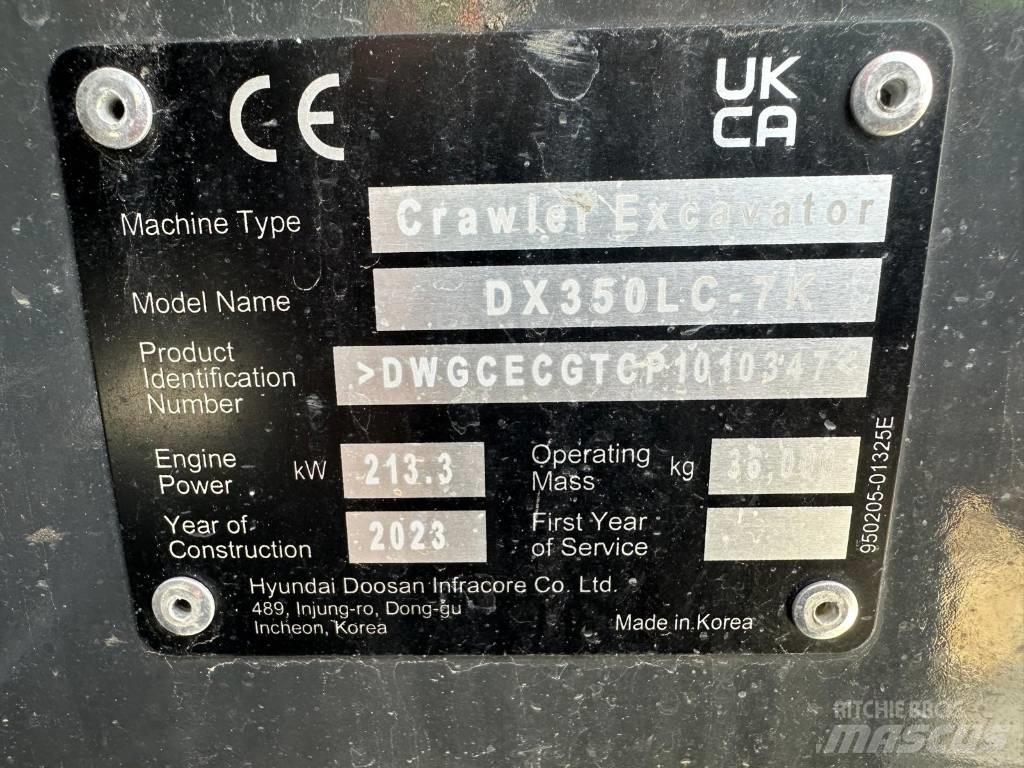 CE
UK
CA
Machine Type Crawler Excavator
Model Name DX350LC-7K
Product
Identification
Number
>DWGCECGTCP1010347<
Engine
Power kW 213.3
Operating
Mass kg
Year of
Construction 2023
First Year
of Service
Hyundai Doosan Infracore Co. Ltd.
489, Injung-ro, Dong-gu
Incheon, Korea
Made in Korea
950205-01325E
RITCHIE BROS.
MASCUS